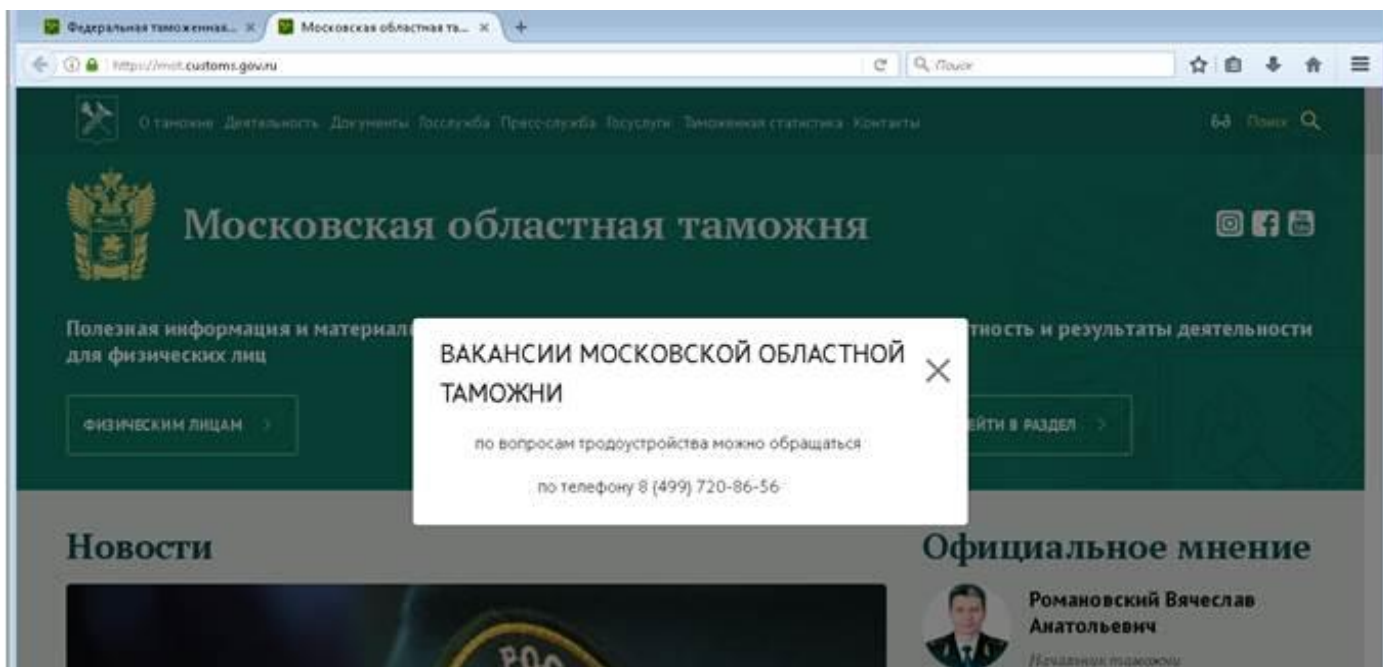 Федеральная таможенная... × Московская областная та... × +
https://mot.customs.gov.ru Поиск
О таможне Деятельность Документы Госслужба Пресс-служба Госуслуги Таможенная статистика Контакты Поиск
Московская областная таможня
Полезная информация и материал
для физических лиц
тность и результаты деятельности
ФИЗИЧЕСКИМ ЛИЦАМ >
ЕЙТИ В РАЗДЕЛ >
ВАКАНСИИ МОСКОВСКОЙ ОБЛАСТНОЙ
ТАМОЖНИ
по вопросам тродоустройства можно обращаться
по телефону 8 (499) 720-86-56
Новости
Официальное мнение
Романовский Вячеслав
Анатольевич
Начальник таможни
РОС